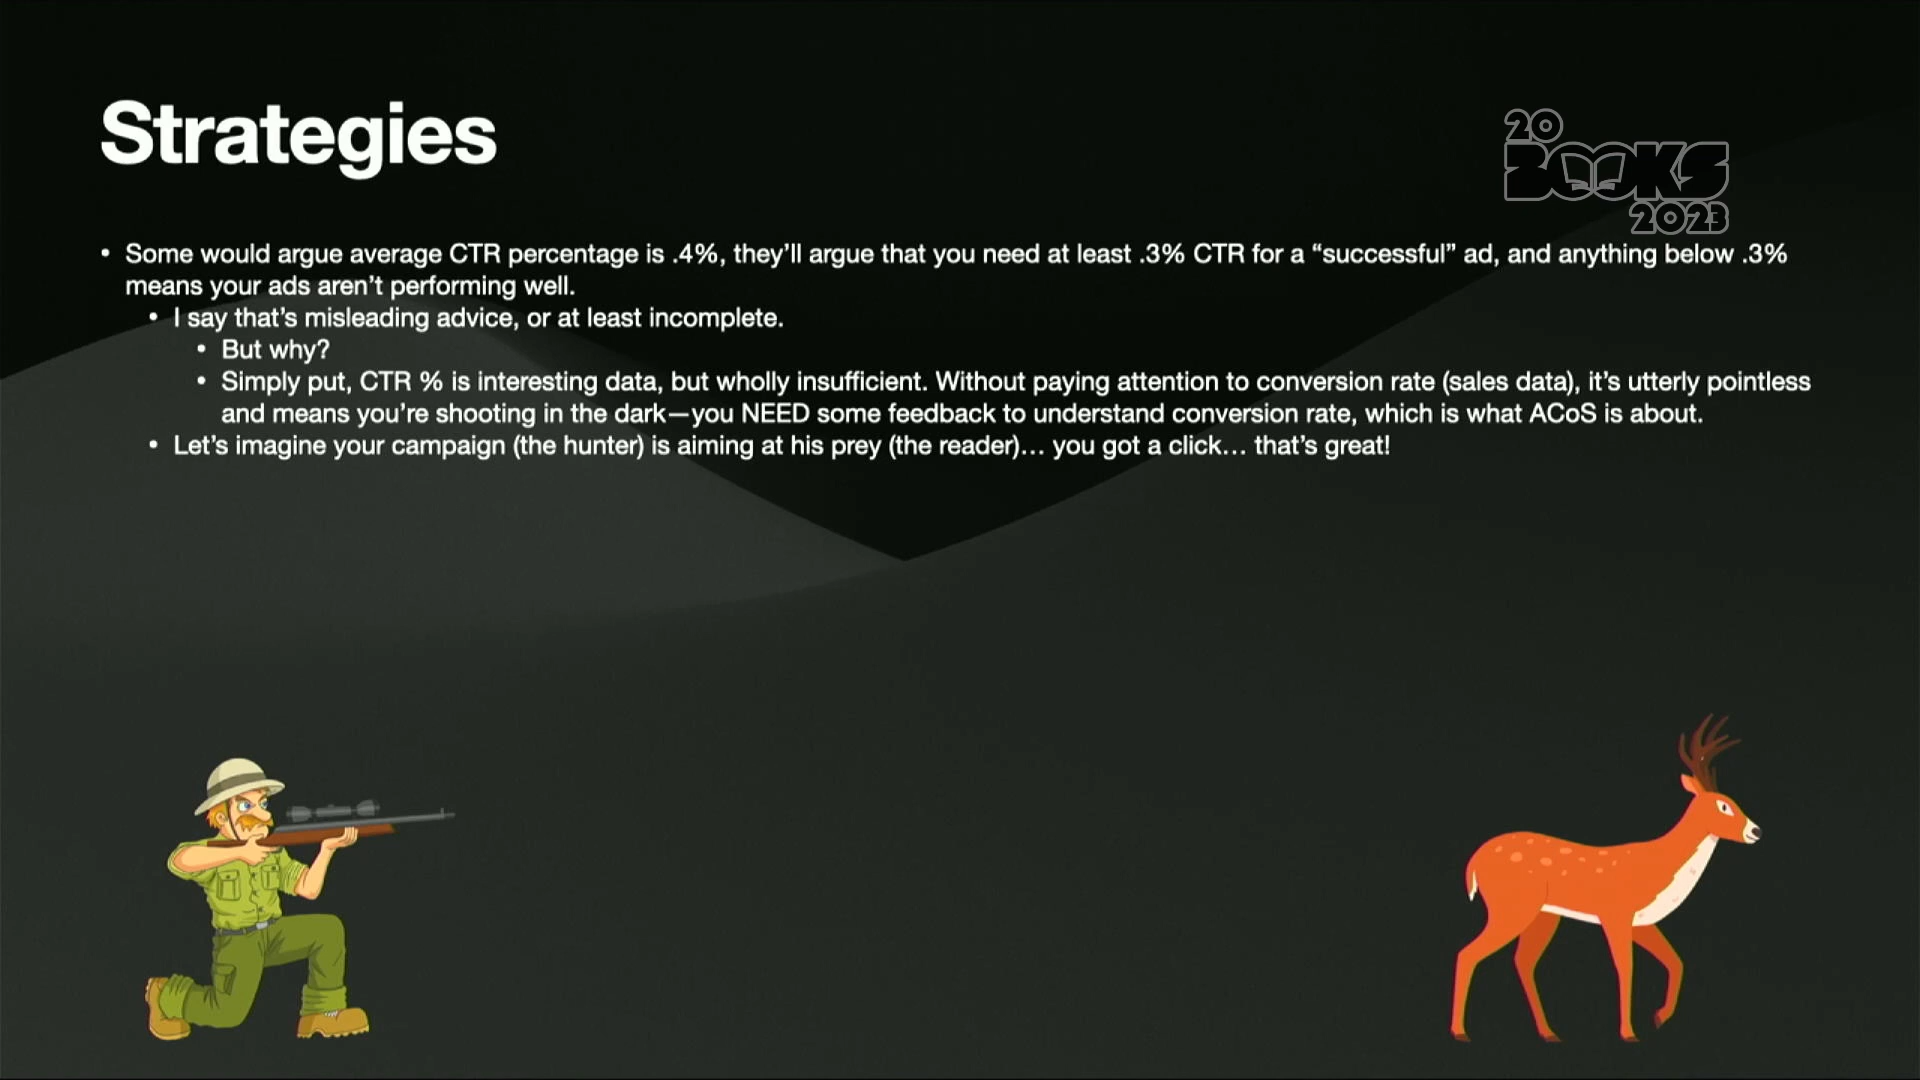 Strategies
20
BOOKS
2023
• Some would argue average CTR percentage is .4%, they’ll argue that you need at least .3% CTR for a “successful” ad, and anything below .3%
means your ads aren’t performing well.
• I say that’s misleading advice, or at least incomplete.
• But why?
• Simply put, CTR % is interesting data, but wholly insufficient. Without paying attention to conversion rate (sales data), it’s utterly pointless
and means you’re shooting in the dark—you NEED some feedback to understand conversion rate, which is what ACoS is about.
• Let’s imagine your campaign (the hunter) is aiming at his prey (the reader)… you got a click… that’s great!